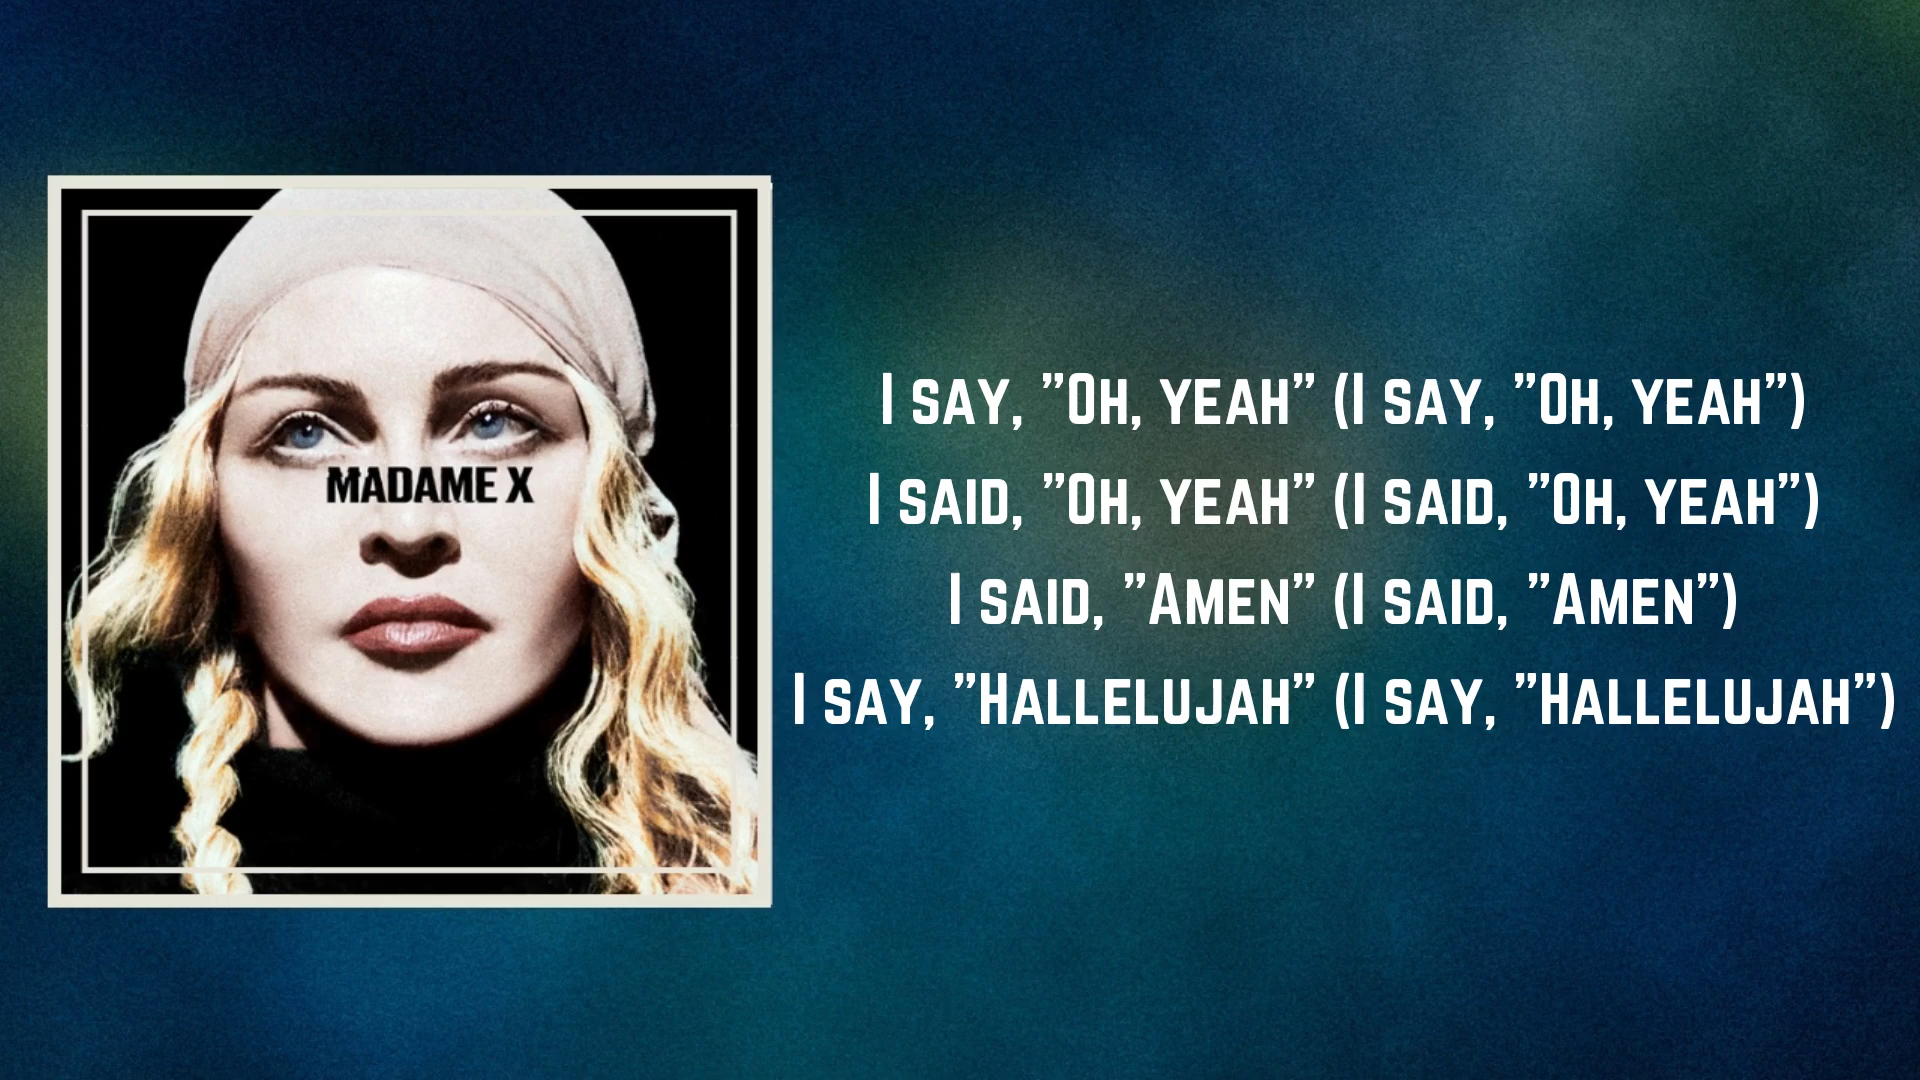 MADAME X
I SAY, "OH, YEAH" (I SAY, "OH, YEAH")
I SAID, "OH, YEAH" (I SAID, "OH, YEAH")
I SAID, "AMEN" (I SAID, "AMEN")
I SAY, "HALLELUJAH" (I SAY, "HALLELUJAH")